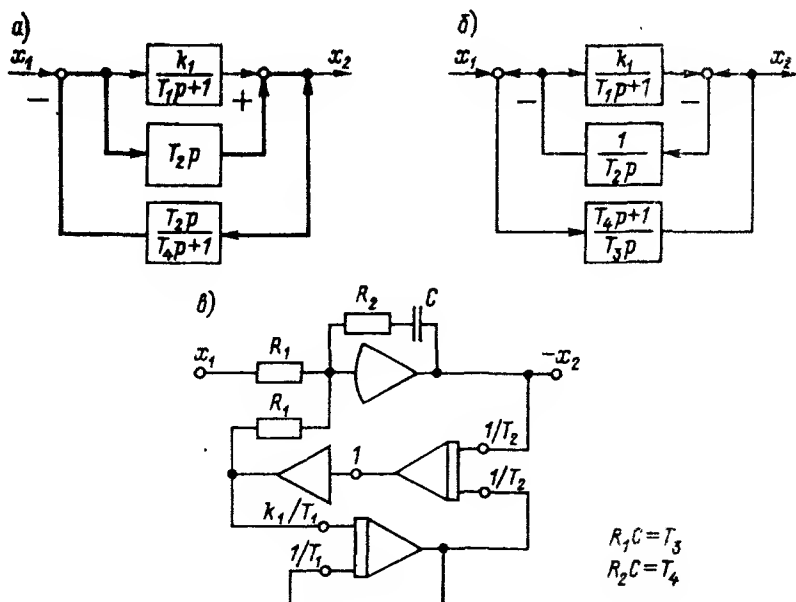 а)
x₁
k₁
T₁p+1
x₂
−
+
T₂p
T₂p
T₄p+1
б)
x₁
k₁
T₁p+1
x₂
−
−
1
T₂p
T₄p+1
T₃p
в)
R₂
C
x₁
R₁
-x₂
R₁
1
1/T₂
1/T₂
k₁/T₁
1/T₁
R₁C=T₃
R₂C=T₄